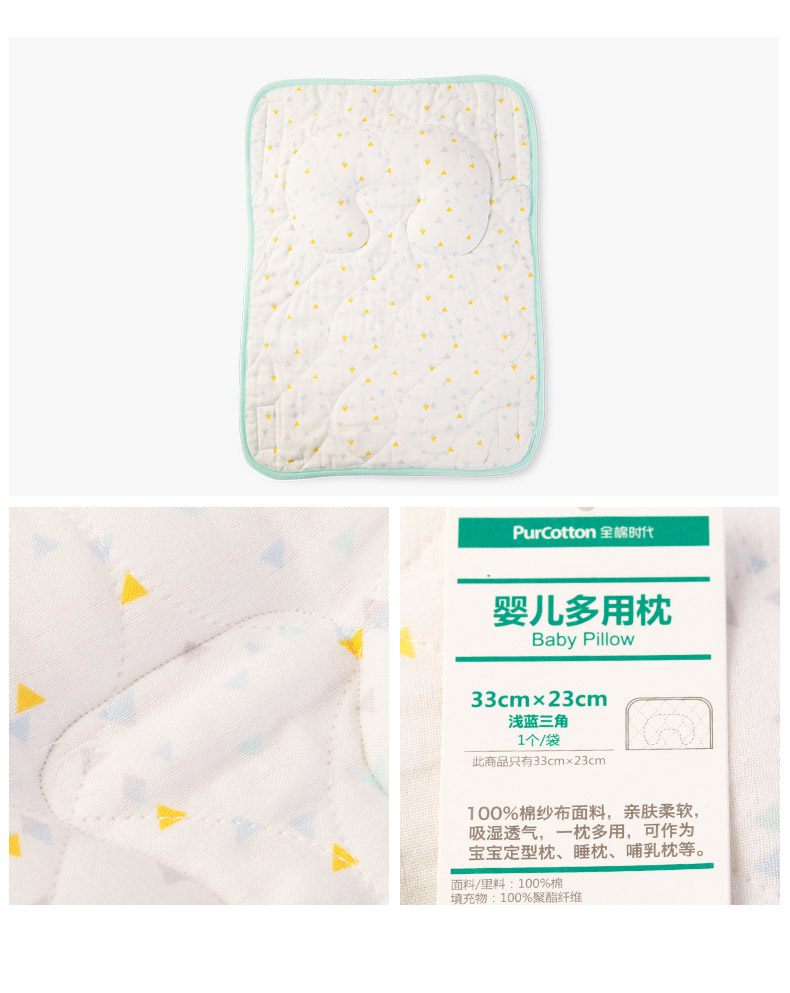 PurCotton 全棉时代
婴儿多用枕
Baby Pillow
33cm×23cm
浅蓝三角
1个/袋
此商品只有33cm×23cm
100%棉纱布面料，亲肤柔软，
吸湿透气，一枕多用，可作为
宝宝定型枕、睡枕、哺乳枕等。
面料/里料：100%棉
填充物：100%聚酯纤维